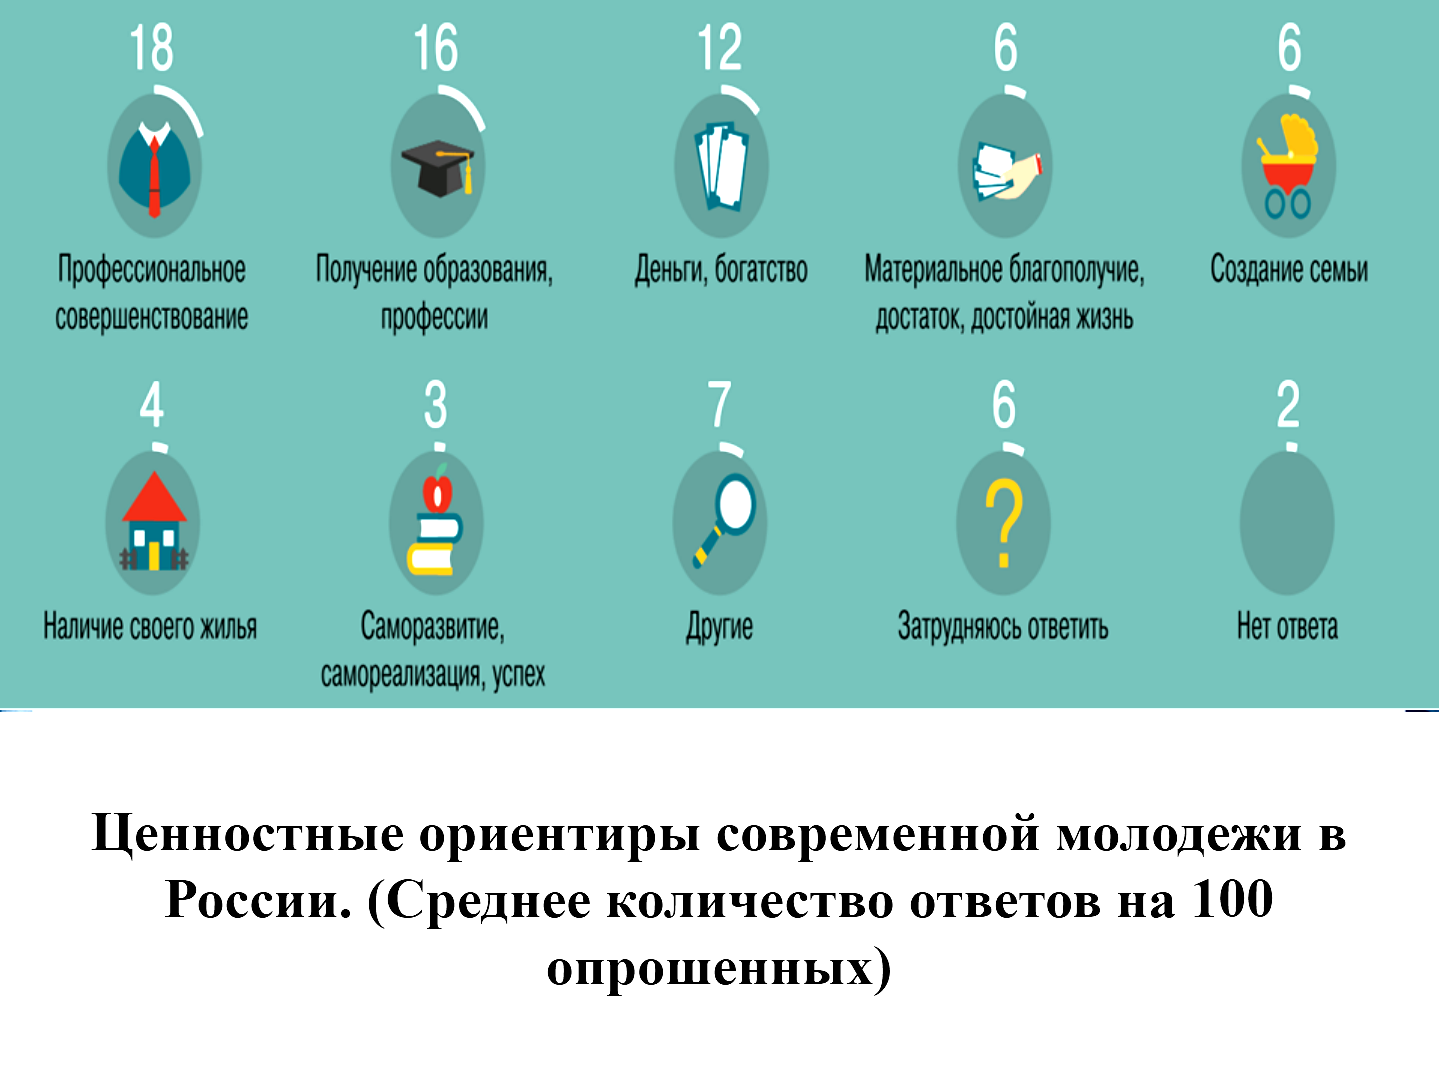 18 16 12 6 6
Профессиональное
совершенствование
Получение образования,
профессии
Деньги, богатство
Материальное благополучие,
достаток, достойная жизнь
Создание семьи
4 3 7 6 2
Наличие своего жилья
Саморазвитие,
самореализация, успех
Другие
Затрудняюсь ответить
Нет ответа
Ценностные ориентиры современной молодежи в
России. (Среднее количество ответов на 100
опрошенных)